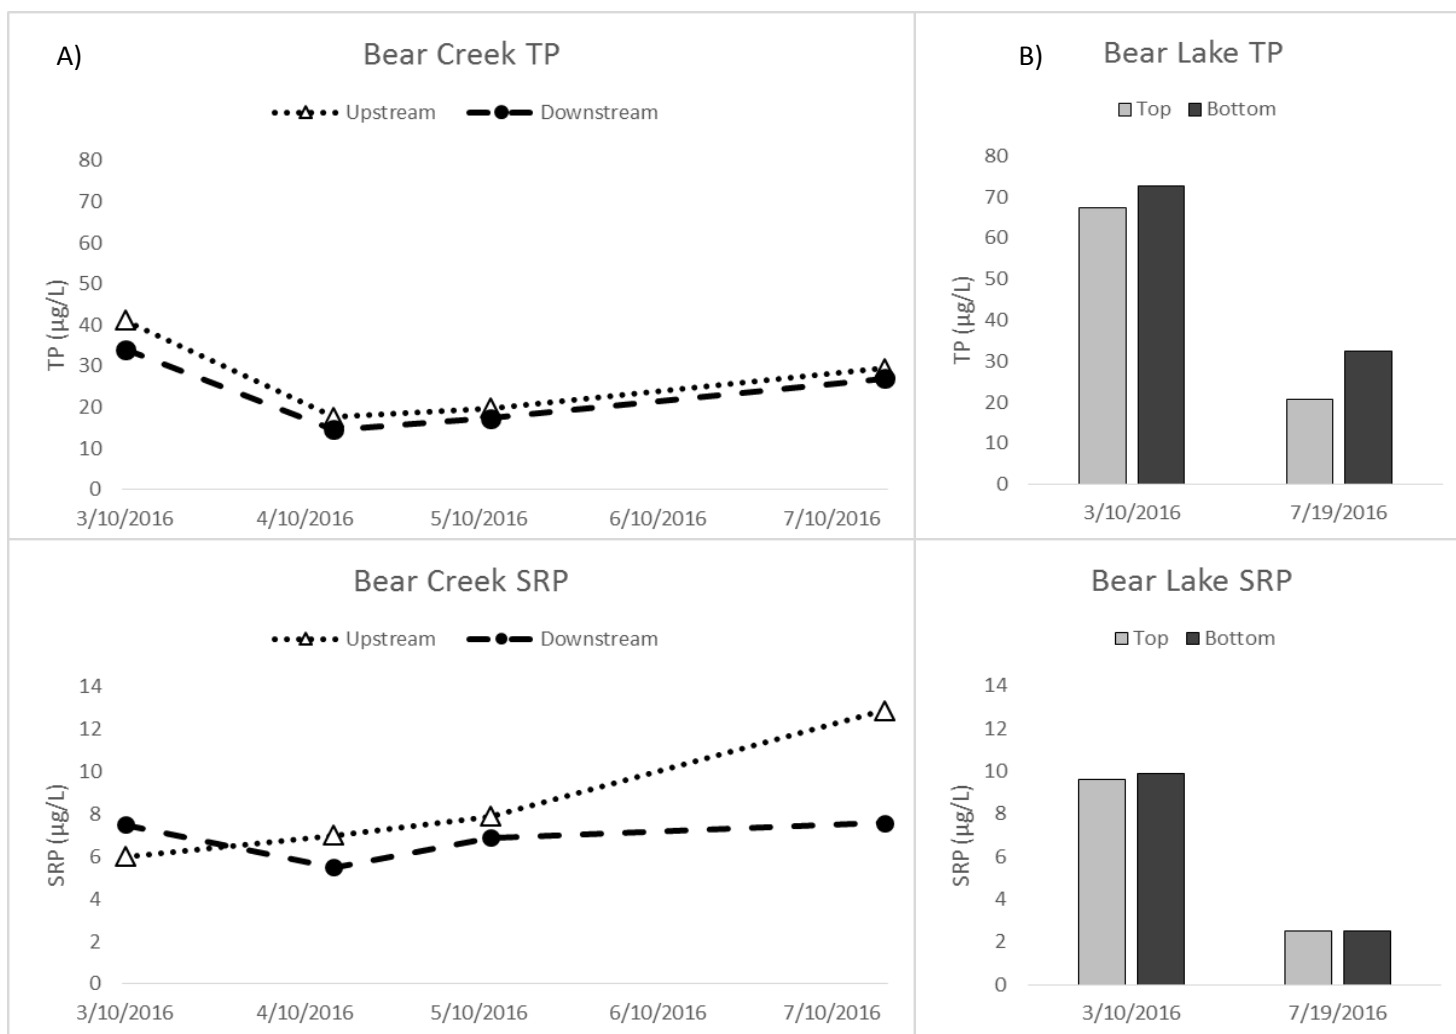 A)
Bear Creek TP
Upstream Downstream
80
70
60
50
40
30
20
10
0
TP (µg/L)
3/10/2016 4/10/2016 5/10/2016 6/10/2016 7/10/2016
B)
Bear Lake TP
Top Bottom
80
70
60
50
40
30
20
10
0
TP (µg/L)
3/10/2016 7/19/2016
Bear Creek SRP
Upstream Downstream
14
12
10
8
6
4
2
0
SRP (µg/L)
3/10/2016 4/10/2016 5/10/2016 6/10/2016 7/10/2016
Bear Lake SRP
Top Bottom
14
12
10
8
6
4
2
0
SRP (µg/L)
3/10/2016 7/19/2016